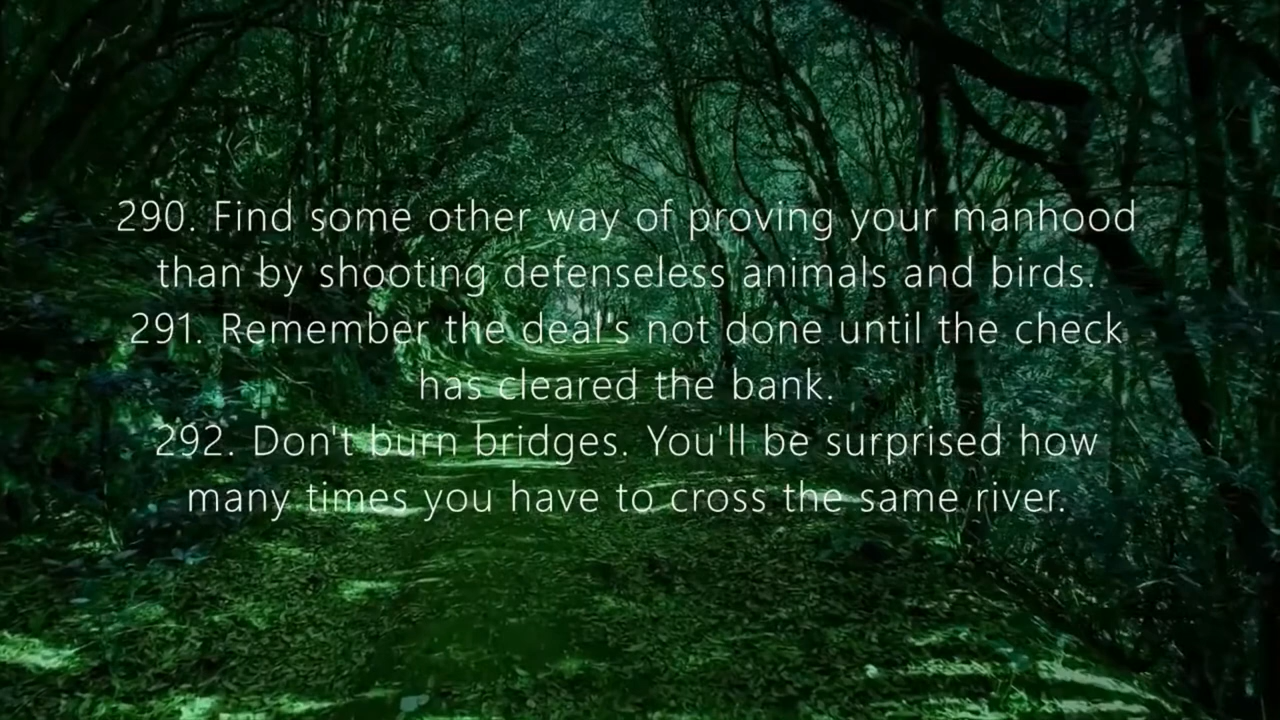 290. Find some other way of proving your manhood
than by shooting defenseless animals and birds.
291. Remember the deal's not done until the check
has cleared the bank.
292. Don't burn bridges. You'll be surprised how
many times you have to cross the same river.